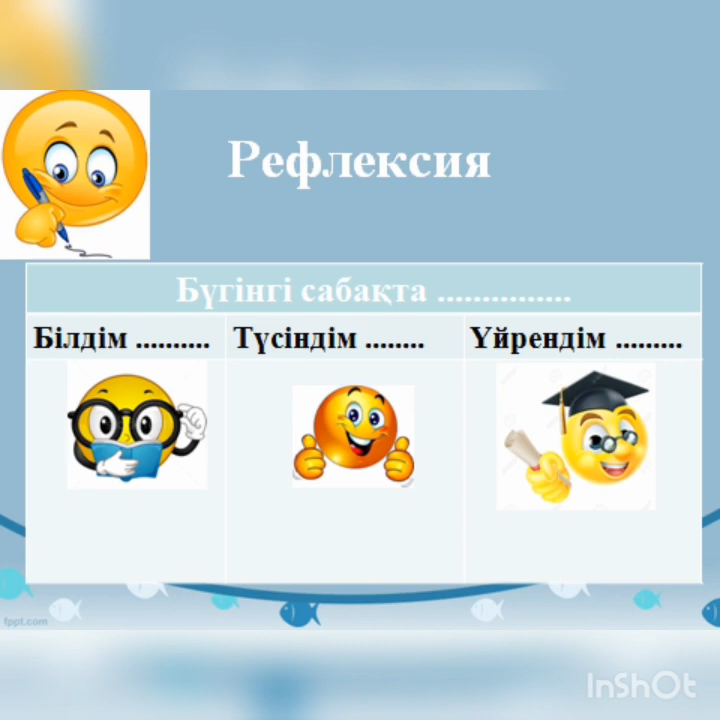 Рефлексия
Бүгінгі сабақта ...............
Білдім .......... Түсіндім ........ Үйрендім .........
fppt.com
InShOt